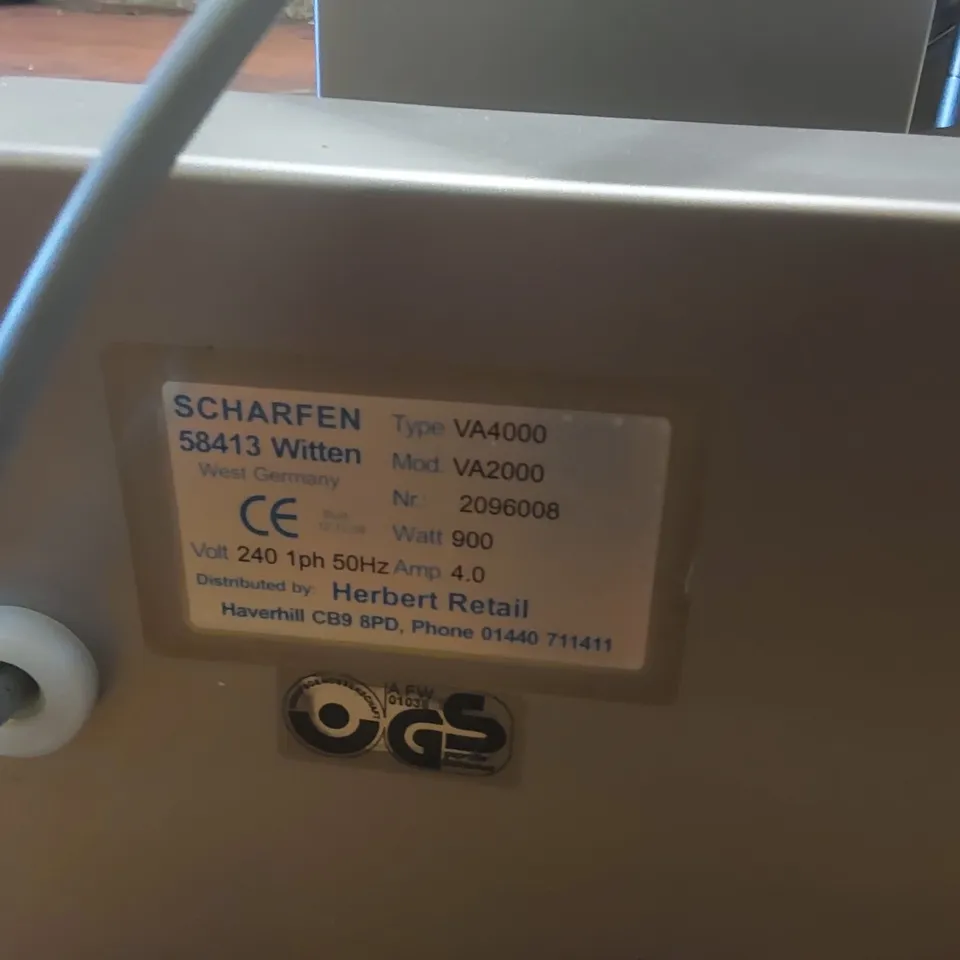 SCHARFEN
58413 Witten
West Germany
CE
Type VA4000
Mod. VA2000
Nr. 2096008
Watt 900
Volt 240 1ph 50Hz Amp 4.0
Distributed by: Herbert Retail
Haverhill CB9 8PD, Phone 01440 711411
GS